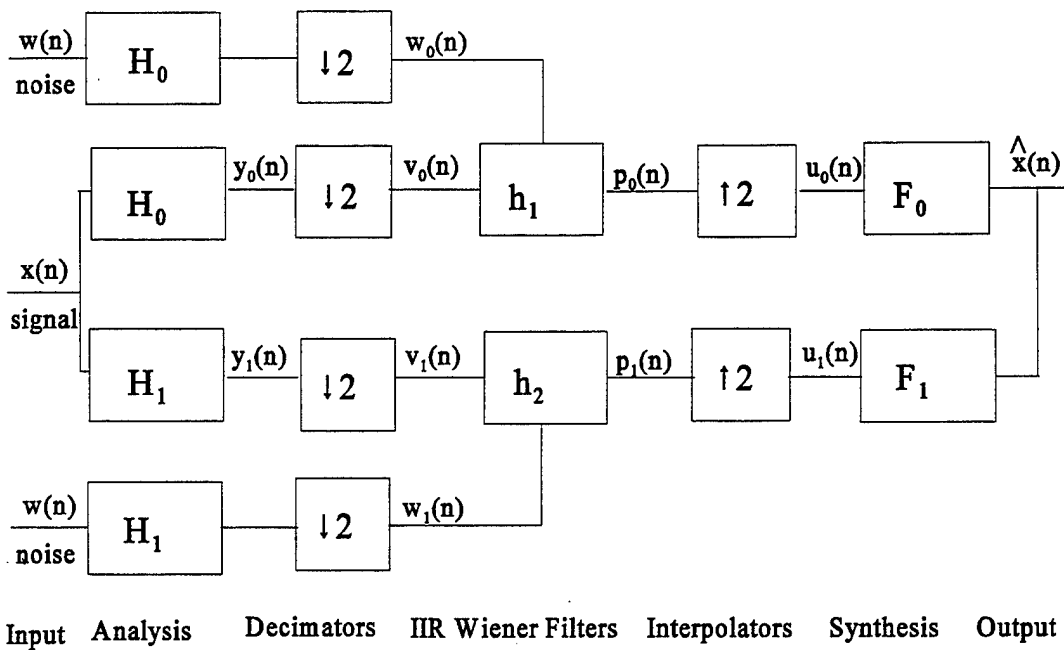 w(n) H₀ ↓2 w₀(n)
noise
y₀(n) v₀(n) p₀(n) u₀(n) x̂(n)
H₀ ↓2 h₁ ↑2 F₀
x(n)
signal
y₁(n) v₁(n) p₁(n) u₁(n)
H₁ ↓2 h₂ ↑2 F₁
w(n) H₁ ↓2 w₁(n)
noise
Input Analysis Decimators IIR Wiener Filters Interpolators Synthesis Output